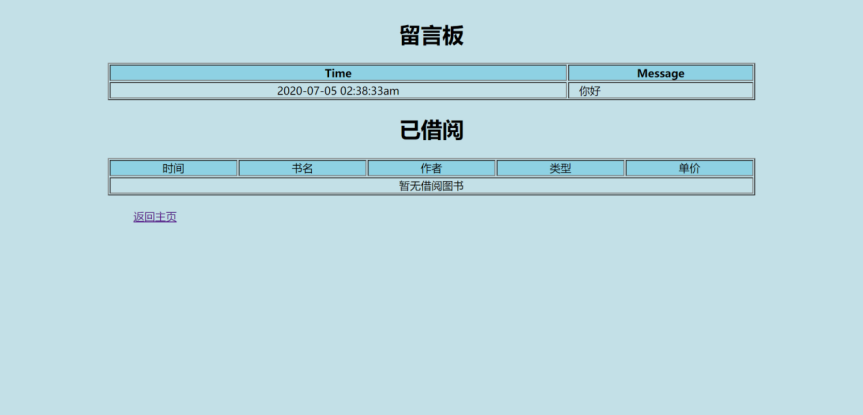 留言板
Time Message
2020-07-05 02:38:33am 你好
已借阅
时间 书名 作者 类型 单价
暂无借阅图书
返回主页